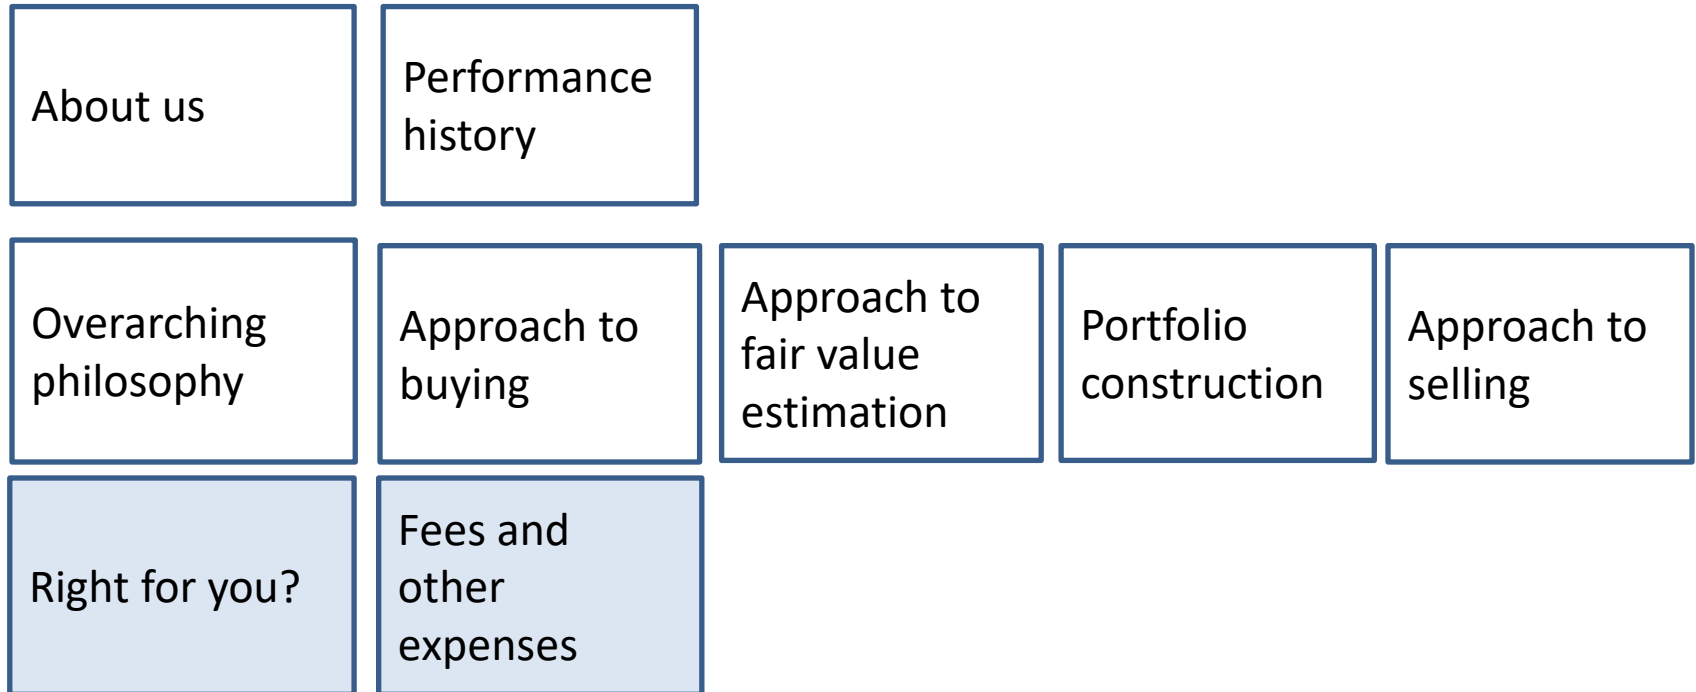 About us
Performance
history
Overarching
philosophy
Approach to
buying
Approach to
fair value
estimation
Portfolio
construction
Approach to
selling
Right for you?
Fees and
other
expenses